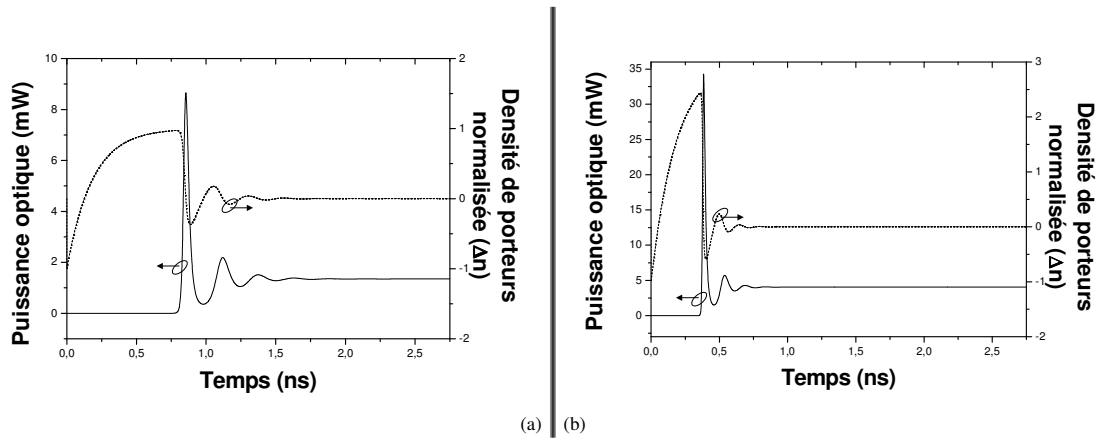 10
8
6
4
2
0
Puissance optique (mW)
2
1
0
-1
-2
Densité de porteurs
normalisée (Δn)
0,0 0,5 1,0 1,5 2,0 2,5
Temps (ns)
(a)
35
30
25
20
15
10
5
0
Puissance optique (mW)
3
2
1
0
-1
-2
Densité de porteurs
normalisée (Δn)
0,0 0,5 1,0 1,5 2,0 2,5
Temps (ns)
(b)